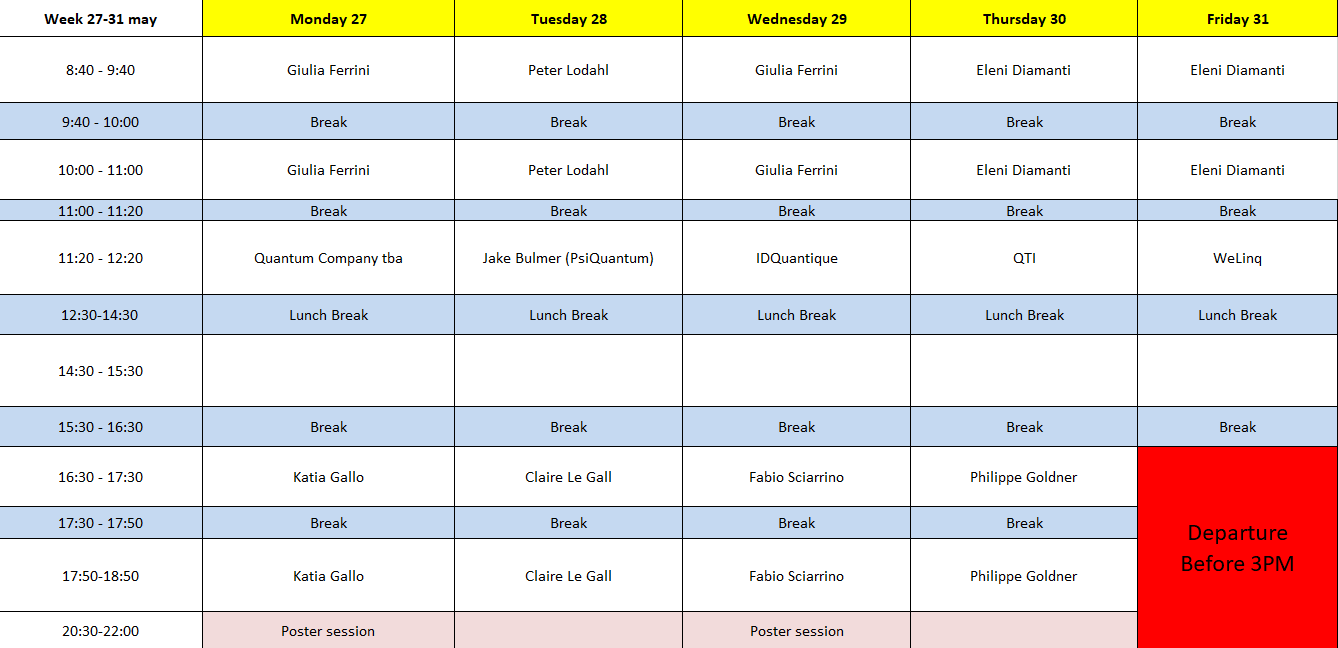 Week 27-31 may Monday 27 Tuesday 28 Wednesday 29 Thursday 30 Friday 31
8:40 - 9:40 Giulia Ferrini Peter Lodahl Giulia Ferrini Eleni Diamanti Eleni Diamanti
9:40 - 10:00 Break Break Break Break Break
10:00 - 11:00 Giulia Ferrini Peter Lodahl Giulia Ferrini Eleni Diamanti Eleni Diamanti
11:00 - 11:20 Break Break Break Break Break
11:20 - 12:20 Quantum Company tba Jake Bulmer (PsiQuantum) IDQuantique QTI WeLinq
12:30-14:30 Lunch Break Lunch Break Lunch Break Lunch Break Lunch Break
14:30 - 15:30
15:30 - 16:30 Break Break Break Break Break
16:30 - 17:30 Katia Gallo Claire Le Gall Fabio Sciarrino Philippe Goldner
17:30 - 17:50 Break Break Break Break
Departure
Before 3PM
17:50-18:50 Katia Gallo Claire Le Gall Fabio Sciarrino Philippe Goldner
20:30-22:00 Poster session Poster session